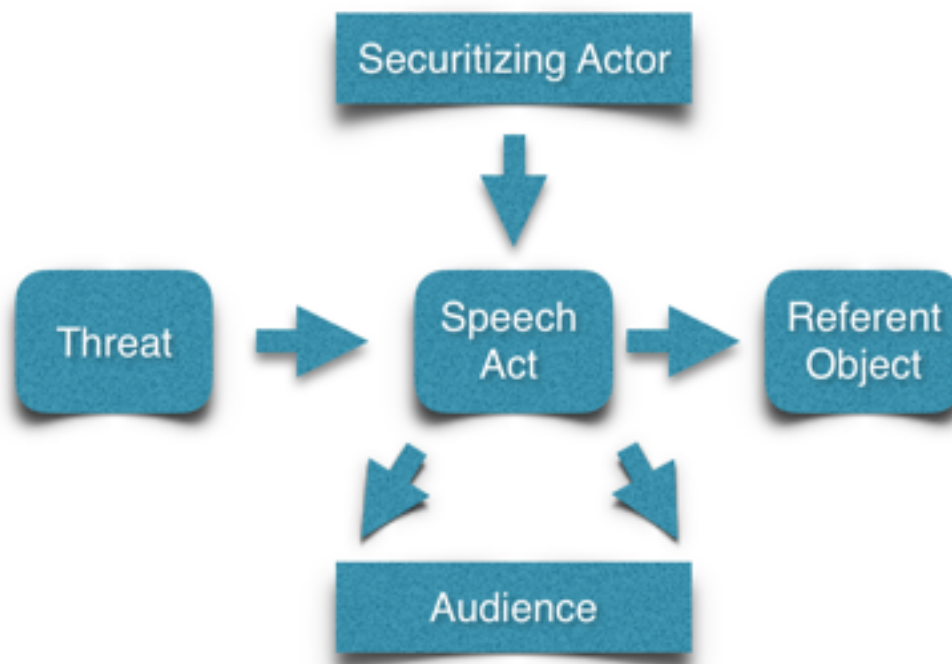 Securitizing Actor
Threat
Speech
Act
Referent
Object
Audience